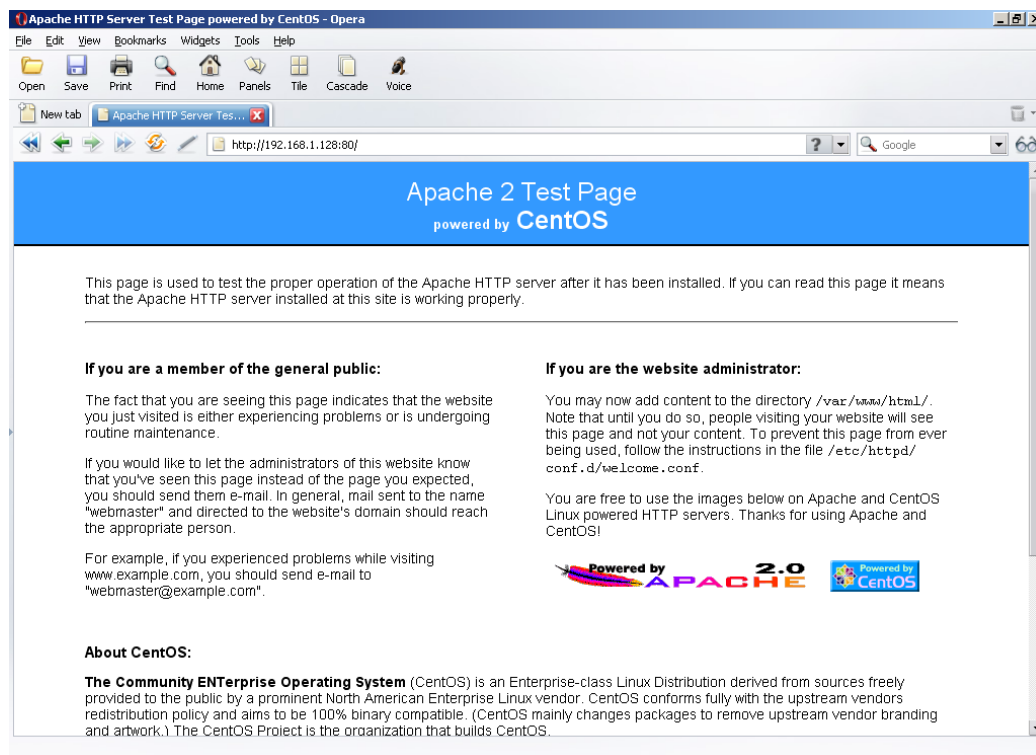 Apache HTTP Server Test Page powered by CentOS - Opera
File Edit View Bookmarks Widgets Tools Help
Open Save Print Find Home Panels Tile Cascade Voice
New tab Apache HTTP Server Tes...
http://192.168.1.128:80/ ? Google
Apache 2 Test Page
powered by CentOS
This page is used to test the proper operation of the Apache HTTP server after it has been installed. If you can read this page it means
that the Apache HTTP server installed at this site is working properly.
If you are a member of the general public:
The fact that you are seeing this page indicates that the website
you just visited is either experiencing problems or is undergoing
routine maintenance.
If you would like to let the administrators of this website know
that you've seen this page instead of the page you expected,
you should send them e-mail. In general, mail sent to the name
"webmaster" and directed to the website's domain should reach
the appropriate person.
For example, if you experienced problems while visiting
www.example.com, you should send e-mail to
"webmaster@example.com".
If you are the website administrator:
You may now add content to the directory /var/www/html/.
Note that until you do so, people visiting your website will see
this page and not your content. To prevent this page from ever
being used, follow the instructions in the file /etc/httpd/
conf.d/welcome.conf.
You are free to use the images below on Apache and CentOS
Linux powered HTTP servers. Thanks for using Apache and
CentOS!
Powered by 2.0
APACHE
Powered by
CentOS
About CentOS:
The Community ENTerprise Operating System (CentOS) is an Enterprise-class Linux Distribution derived from sources freely
provided to the public by a prominent North American Enterprise Linux vendor. CentOS conforms fully with the upstream vendors
redistribution policy and aims to be 100% binary compatible. (CentOS mainly changes packages to remove upstream vendor branding
and artwork.) The CentOS Project is the organization that builds CentOS.